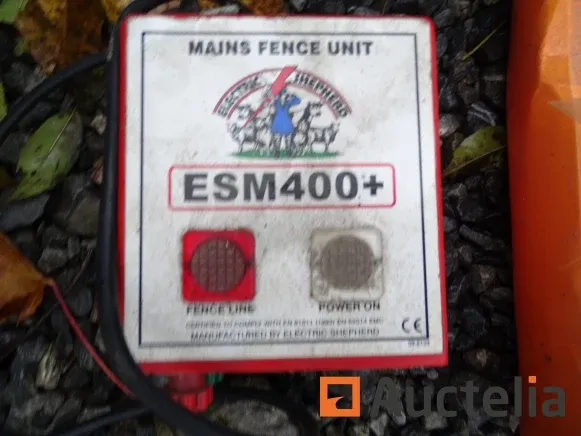 MAINS FENCE UNIT
ELECTRIC SHEPHERD
ESM400+
FENCE LINE
POWER ON
MANUFACTURED BY ELECTRIC SHEPHERD
CE
Auctelia